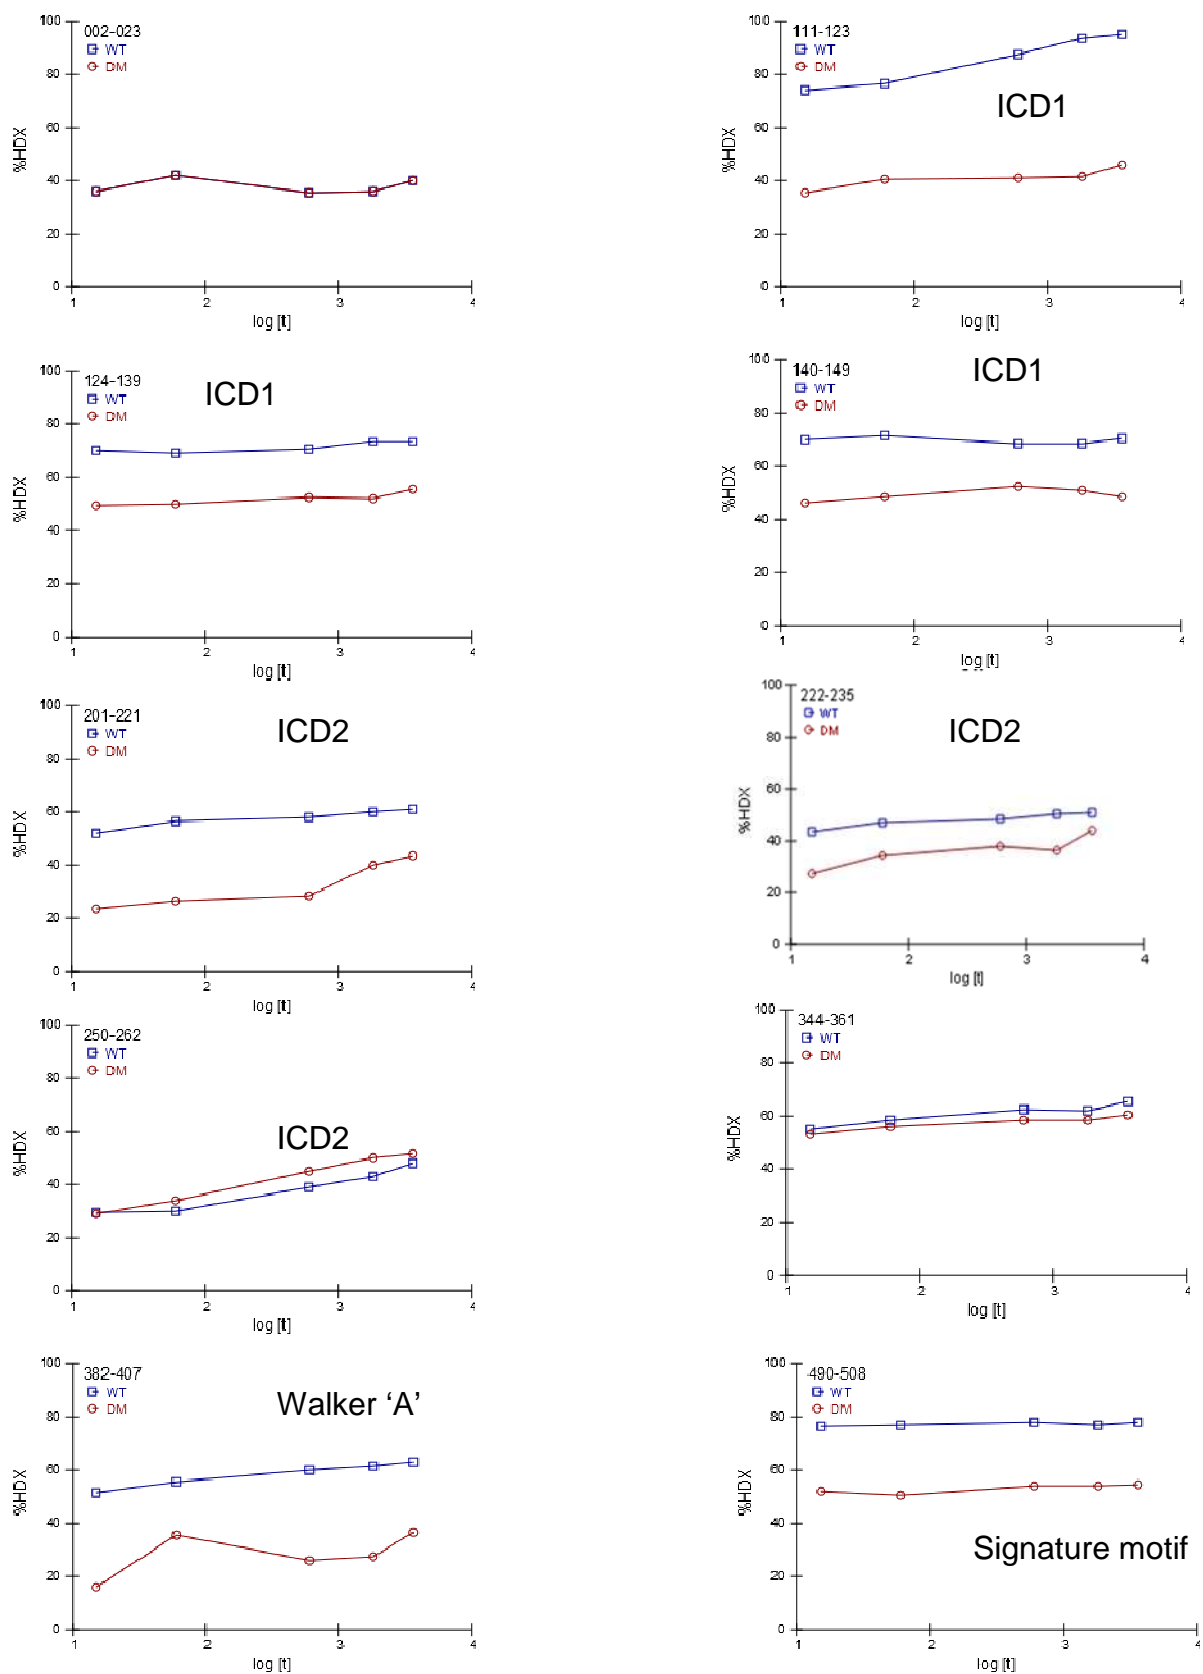 002-023
WT
DM
100
80
60
40
20
0
%HDX
1 2 3 4
log [t]
111-123
WT
DM
ICD1
100
80
60
40
20
0
%HDX
1 2 3 4
log [t]
124-139
WT
DM
ICD1
100
80
60
40
20
0
%HDX
1 2 3 4
log [t]
140-149
WT
DM
ICD1
100
80
60
40
20
0
%HDX
1 2 3 4
log [t]
201-221
WT
DM
ICD2
100
80
60
40
20
0
%HDX
1 2 3 4
log [t]
222-235
WT
DM
ICD2
100
80
60
40
20
0
%HDX
1 2 3 4
log [t]
250-262
WT
DM
ICD2
100
80
60
40
20
0
%HDX
1 2 3 4
log [t]
344-361
WT
DM
100
80
60
40
20
0
%HDX
1 2 3 4
log [t]
382-407
WT
DM
Walker ‘A’
100
80
60
40
20
0
%HDX
1 2 3 4
log [t]
490-508
WT
DM
Signature motif
100
80
60
40
20
0
%HDX
1 2 3 4
log [t]